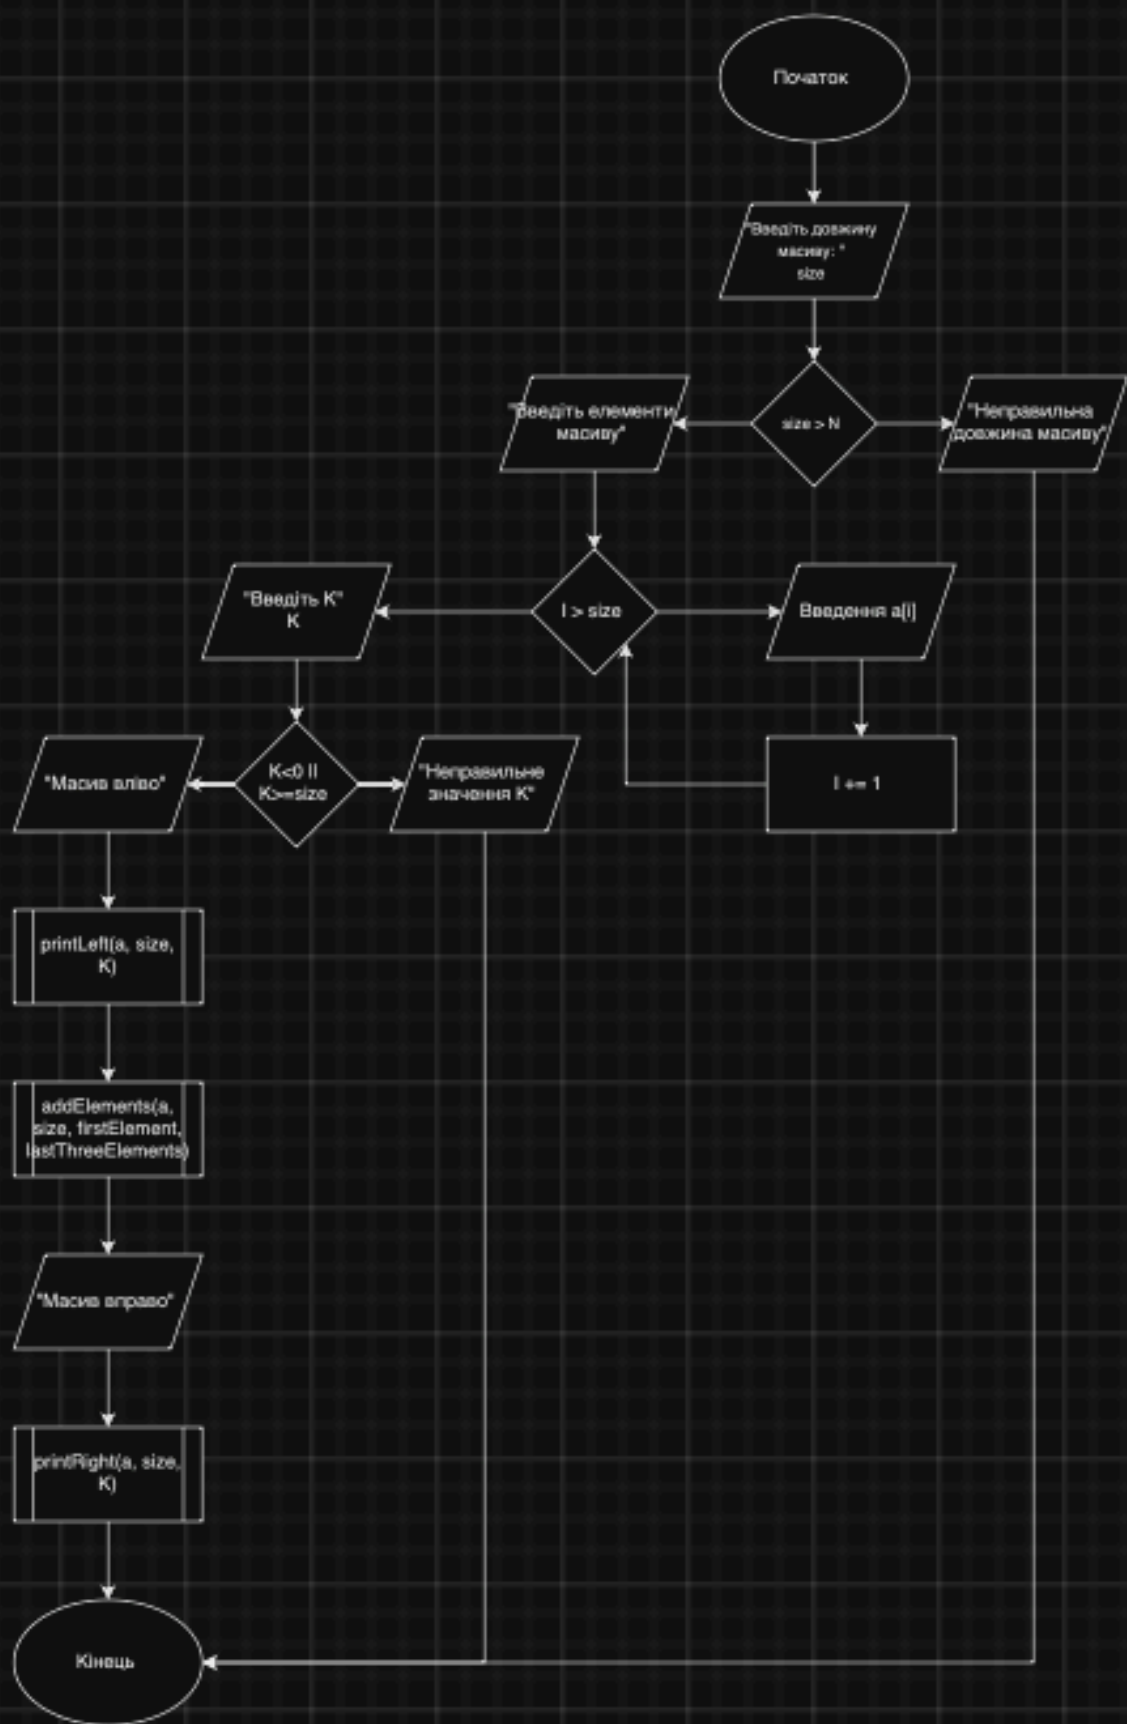 Початок
"Введіть довжину
масиву: "
size
"Введіть елементи
масиву"
size > N
"Неправильна
довжина масиву"
"Введіть K"
K
I > size
Введення a[i]
"Масив вліво"
K<0 ||
K>=size
"Неправильне
значення K"
I += 1
printLeft(a, size,
K)
addElements(a,
size, firstElement,
lastThreeElements)
"Масив вправо"
printRight(a, size,
K)
Кінець